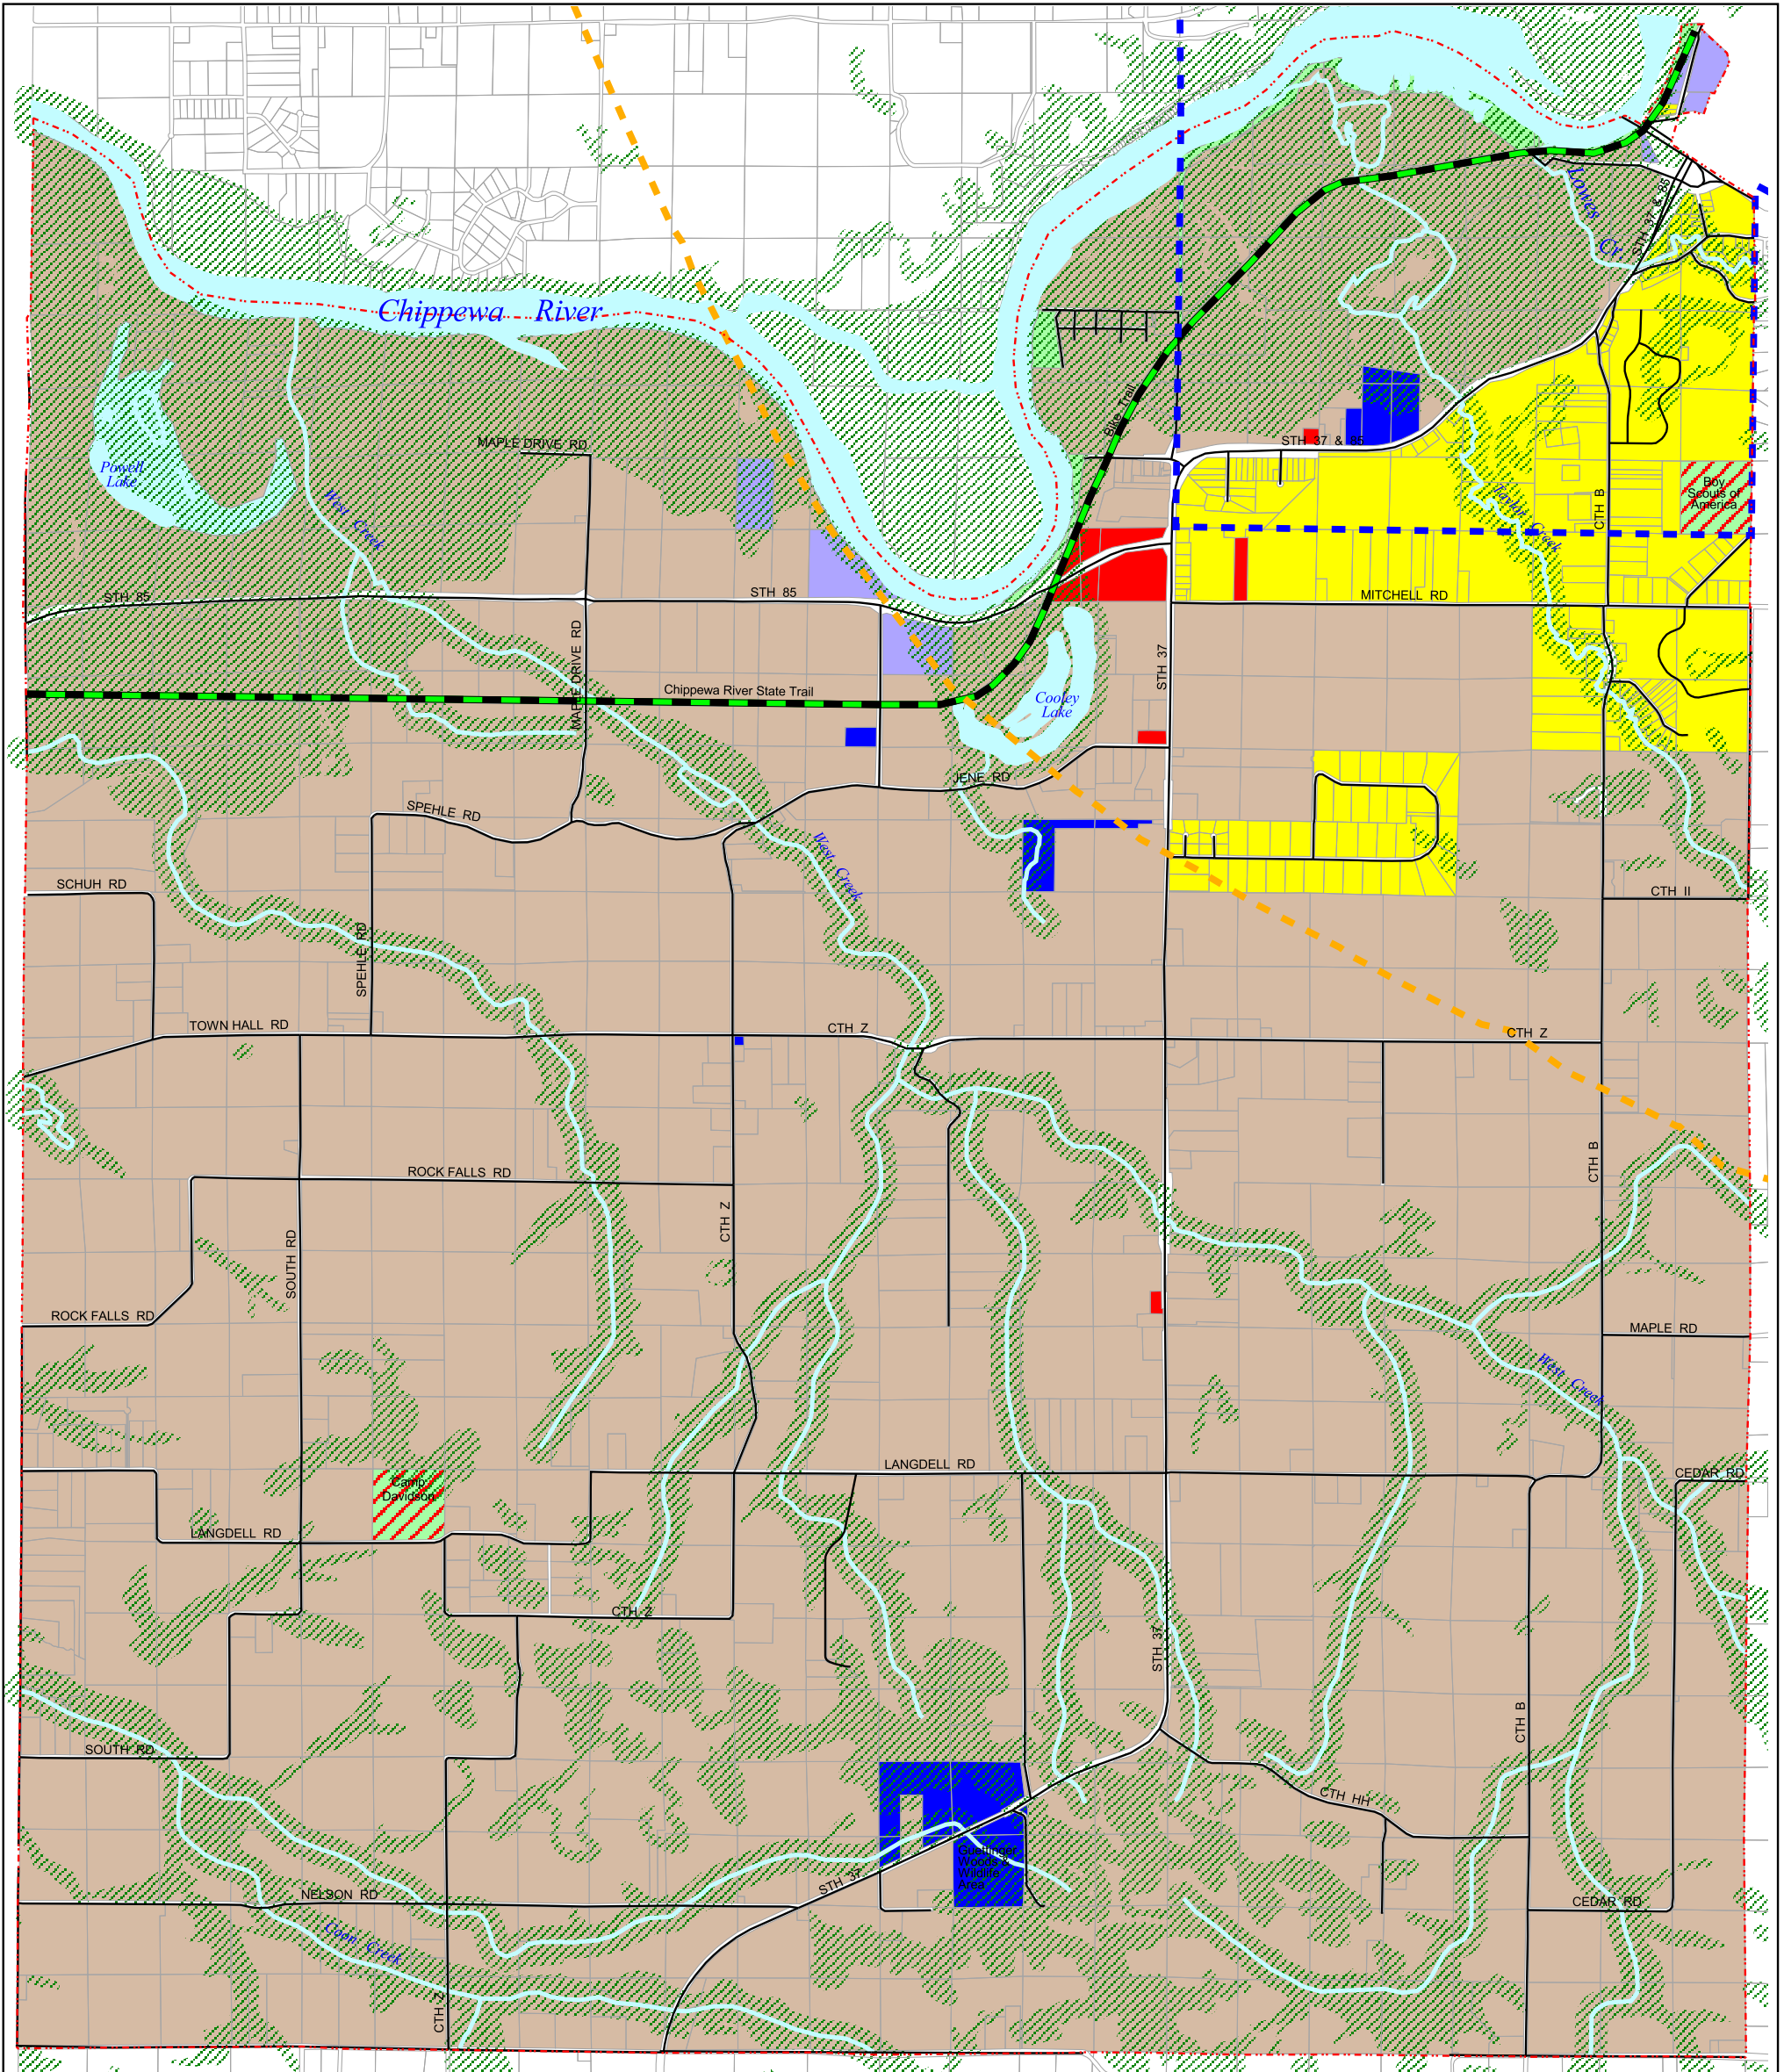 Lowes
Cr.
STH 37 & 85
Chippewa River
Bike Trail
MAPLE DRIVE RD
STH 37 & 85
Powell
Lake
West Creek
Taylor Creek
CTH B
Boy
Scouts of
America
STH 85
STH 85
MITCHELL RD
MAPLE DRIVE RD
STH 37
Chippewa River State Trail
Cooley
Lake
JENE RD
SPEHLE RD
West Creek
SCHUH RD
CTH II
SPEHLE RD
TOWN HALL RD
CTH Z
CTH Z
ROCK FALLS RD
CTH B
CTH Z
SOUTH RD
ROCK FALLS RD
MAPLE RD
West Creek
LANGDELL RD
CEDAR RD
Camp
Davidson
LANGDELL RD
CTH Z
STH 37
CTH B
SOUTH RD
CTH HH
Woods &
Wildlife
Area
STH 37
NELSON RD
CEDAR RD
Coon Creek
CTH Z